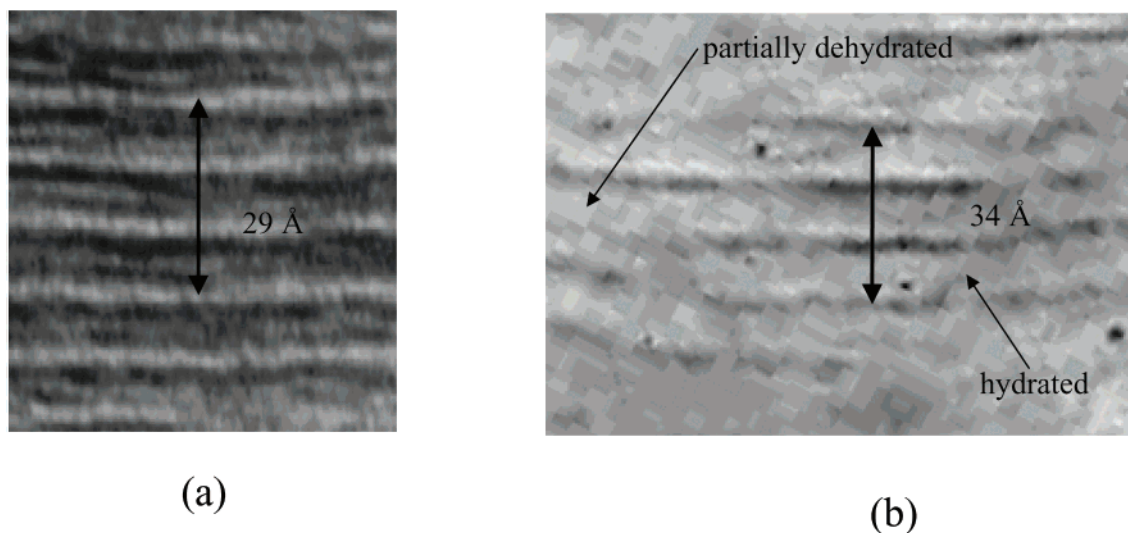 partially dehydrated
29 Å
34 Å
hydrated
(a)
(b)